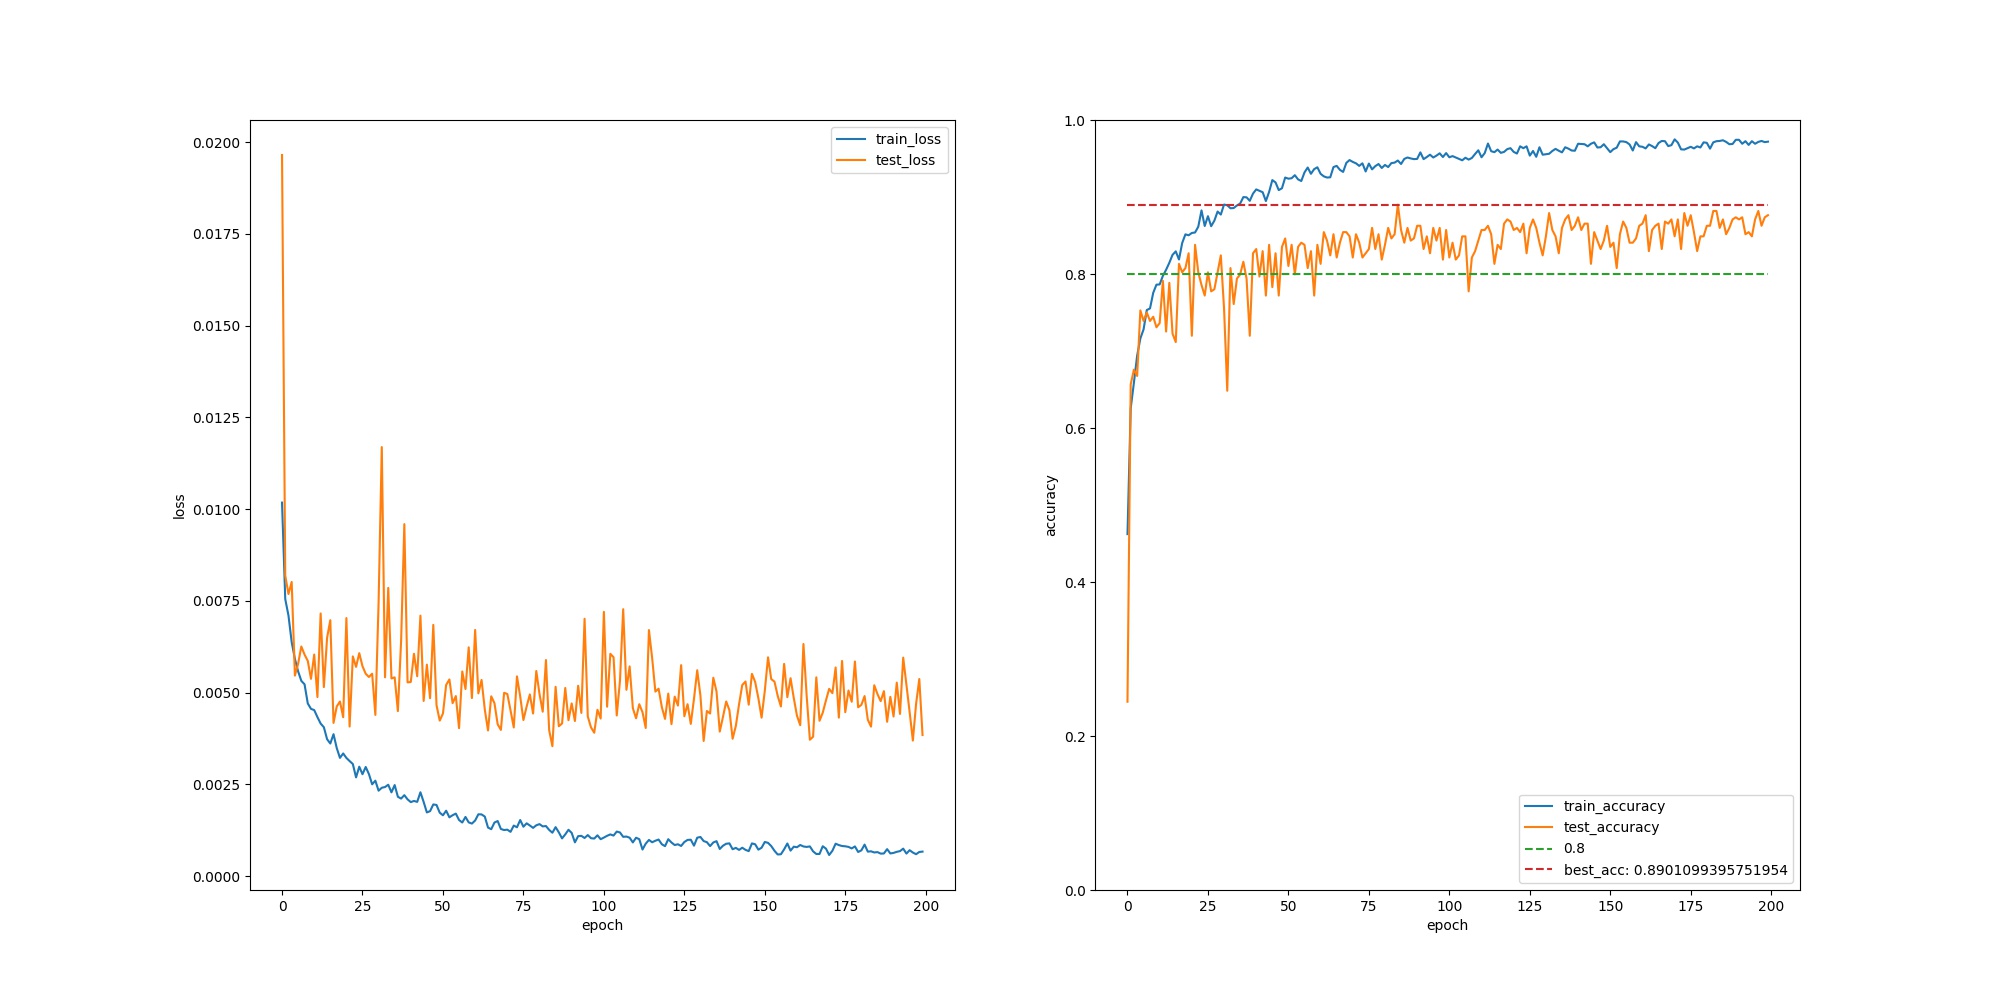 0.0200
0.0175
0.0150
0.0125
0.0100
0.0075
0.0050
0.0025
0.0000
loss
0 25 50 75 100 125 150 175 200
epoch
train_loss
test_loss
1.0
0.8
0.6
0.4
0.2
0.0
accuracy
0 25 50 75 100 125 150 175 200
epoch
train_accuracy
test_accuracy
0.8
best_acc: 0.8901099395751954